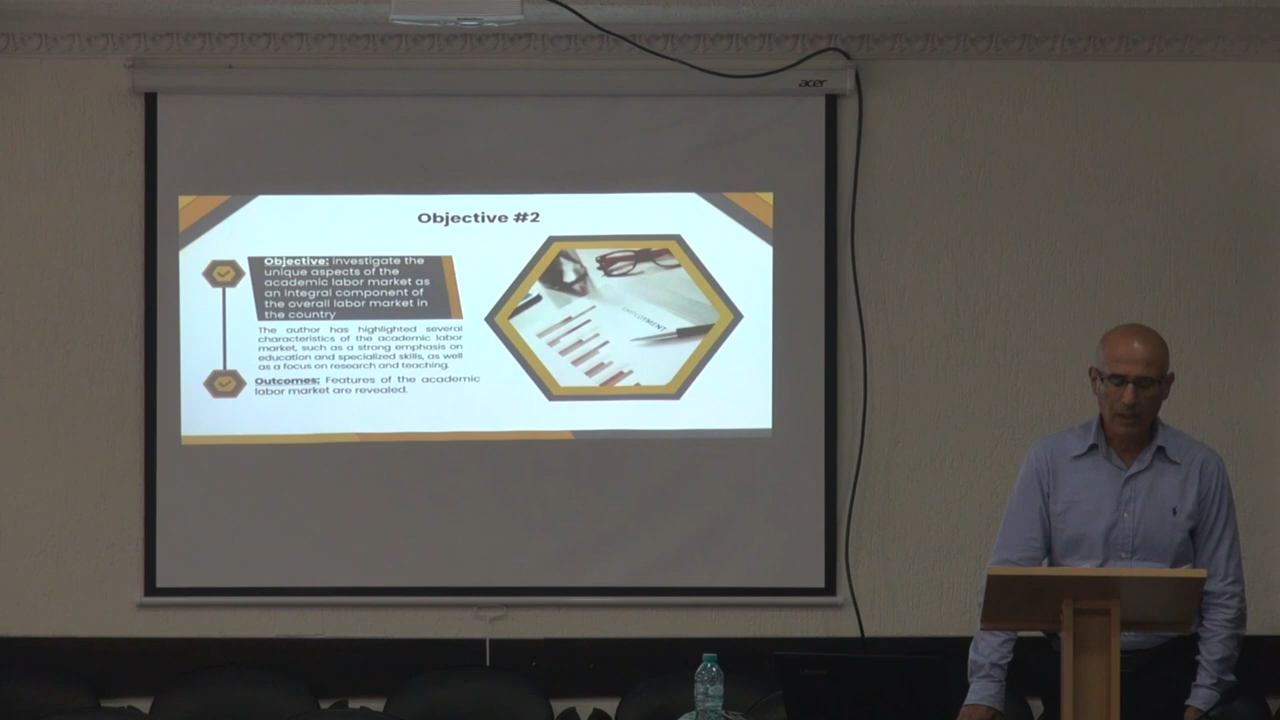 acer
Objective #2
Objective: Investigate the
unique aspects of the
academic labor market as
an integral component of
the overall labor market in
the country
The author has highlighted several
characteristics of the academic labor
market, such as a strong emphasis on
education and specialized skills, as well
as a focus on research and teaching.
Outcomes: Features of the academic
labor market are revealed.
EMPLOYMENT